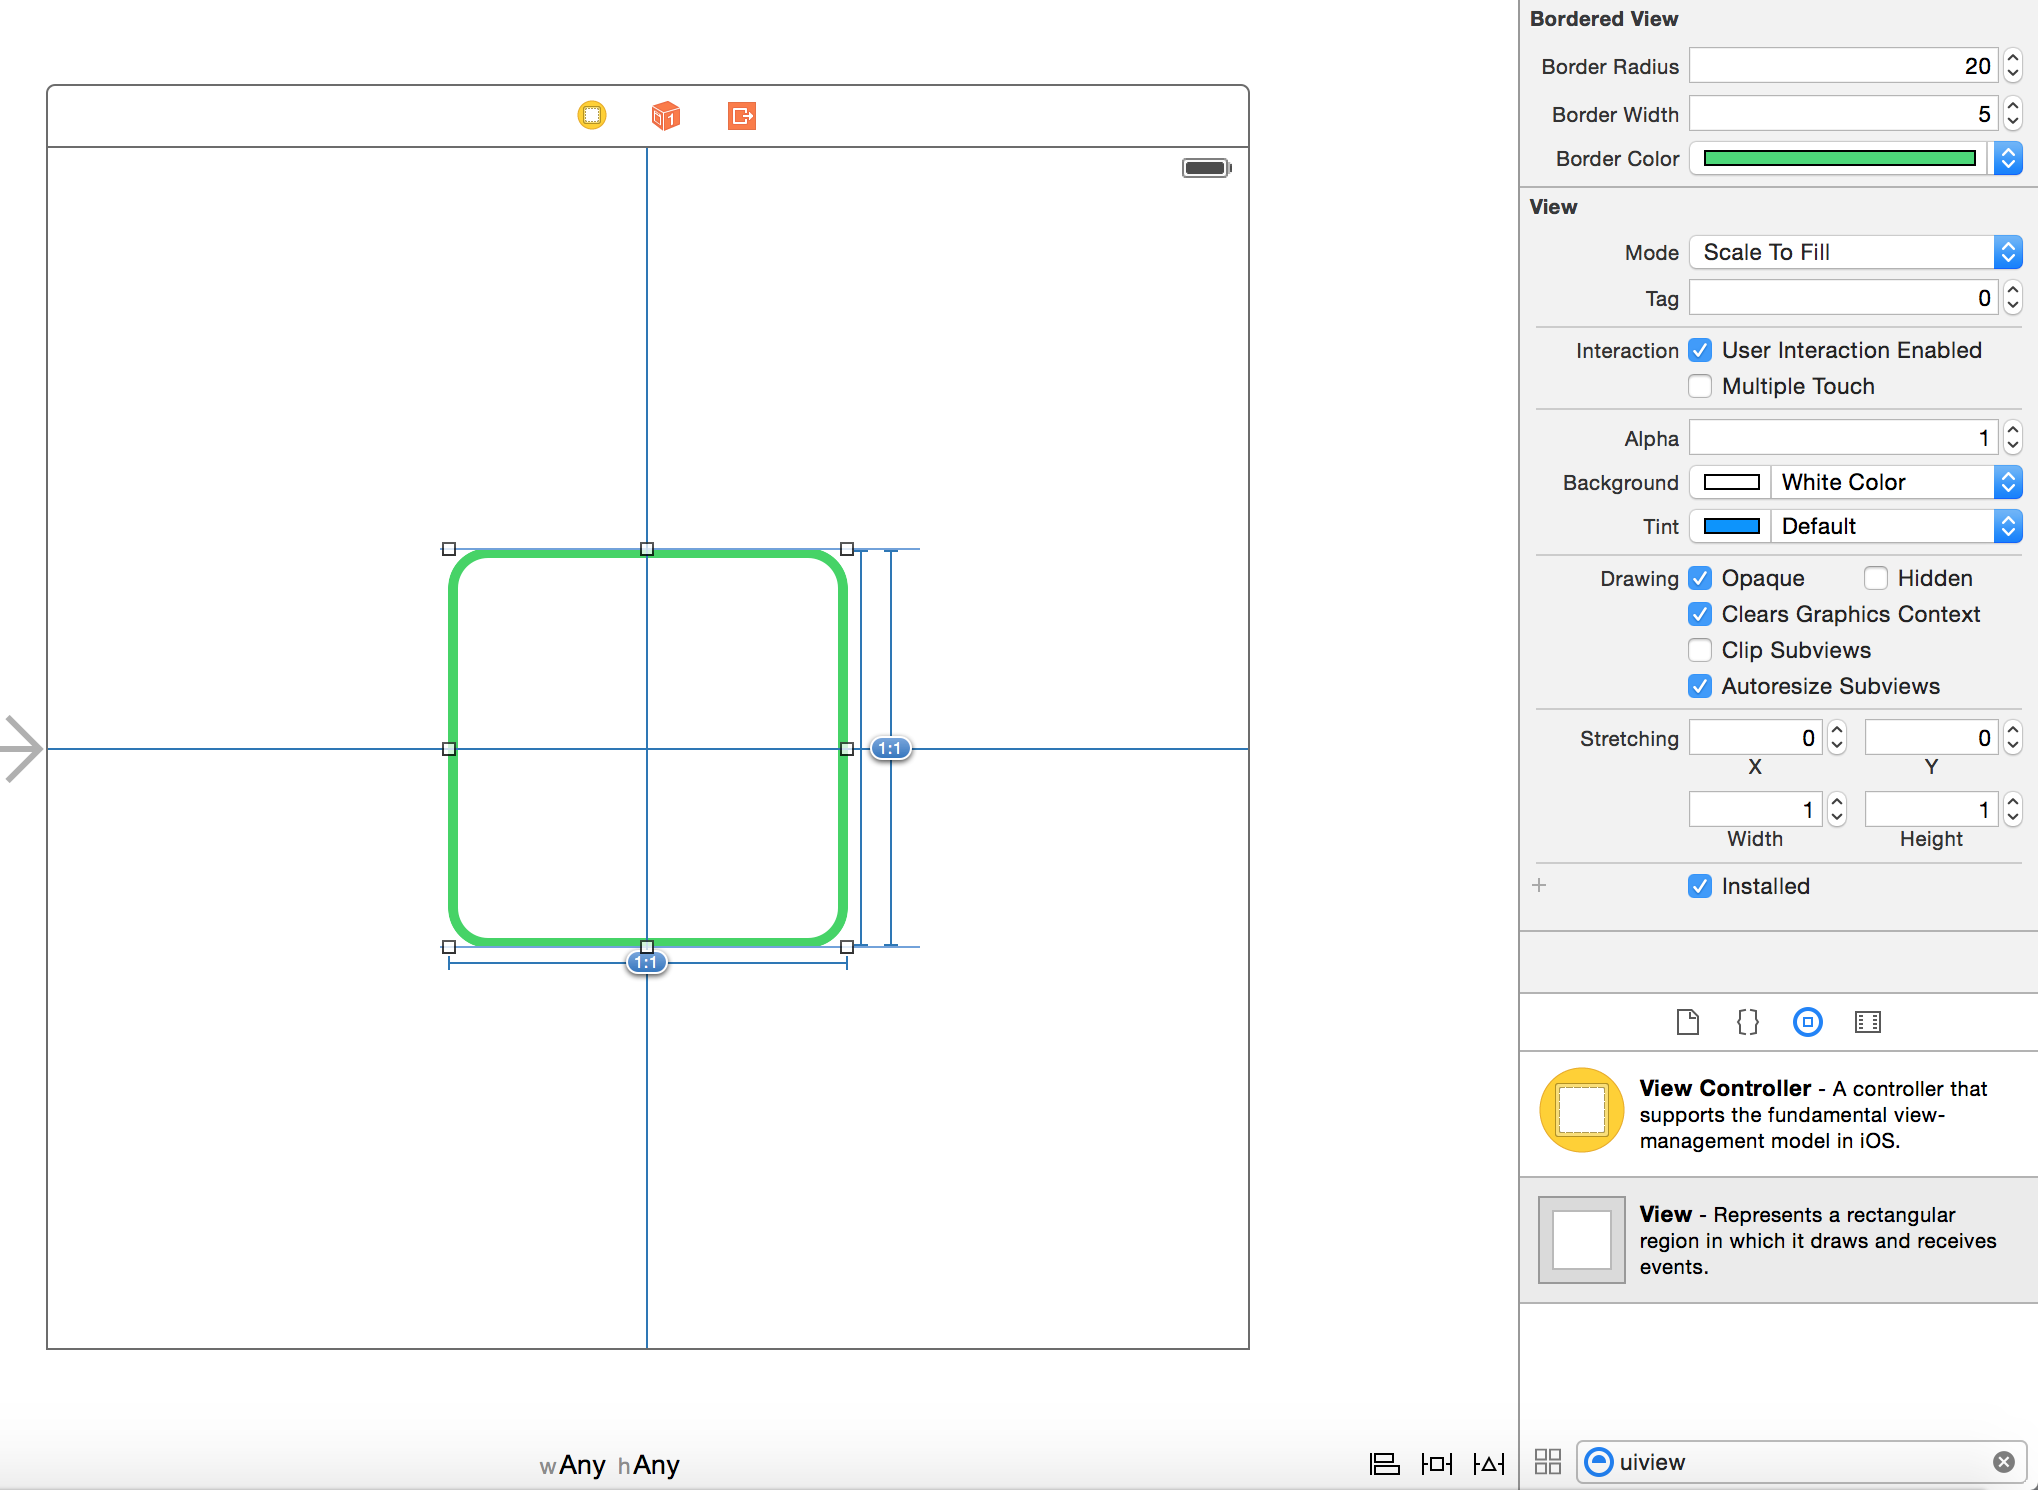 Bordered View
Border Radius 20
Border Width 5
Border Color
View
Mode Scale To Fill
Tag 0
Interaction User Interaction Enabled
Multiple Touch
Alpha 1
Background White Color
Tint Default
Drawing Opaque Hidden
Clears Graphics Context
Clip Subviews
Autoresize Subviews
Stretching 0 0
X Y
1 1
Width Height
+ Installed
1:1
1:1
View Controller - A controller that
supports the fundamental view-
management model in iOS.
View - Represents a rectangular
region in which it draws and receives
events.
wAny hAny
uiview